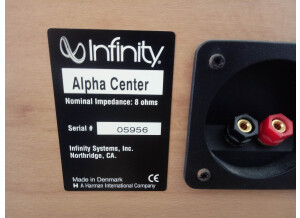 Infinity®
Alpha Center
Nominal Impedance: 8 ohms
Serial # 05956
Infinity Systems, Inc.
Northridge, CA.
Made in Denmark
H A Harman International Company